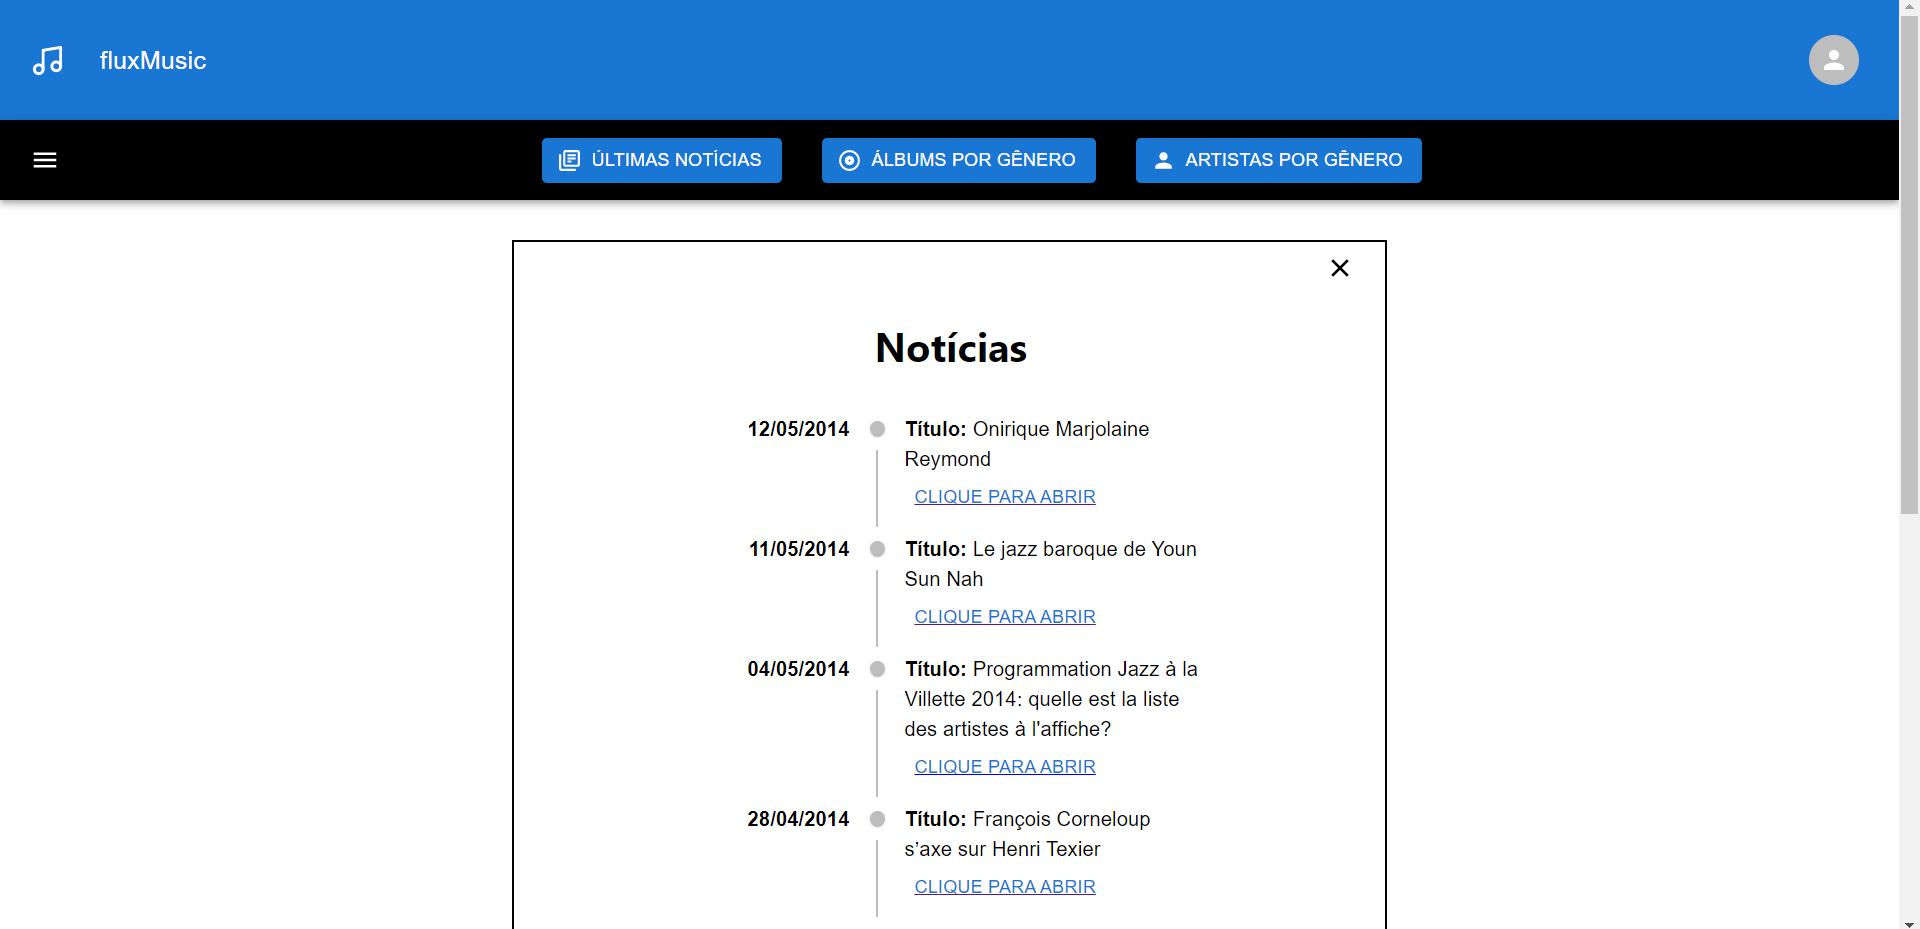 fluxMusic
ÚLTIMAS NOTÍCIAS
ÁLBUMS POR GÊNERO
ARTISTAS POR GÊNERO
Notícias
12/05/2014
Título: Onirique Marjolaine
Reymond
CLIQUE PARA ABRIR
11/05/2014
Título: Le jazz baroque de Youn
Sun Nah
CLIQUE PARA ABRIR
04/05/2014
Título: Programmation Jazz à la
Villette 2014: quelle est la liste
des artistes à l'affiche?
CLIQUE PARA ABRIR
28/04/2014
Título: François Corneloup
s’axe sur Henri Texier
CLIQUE PARA ABRIR